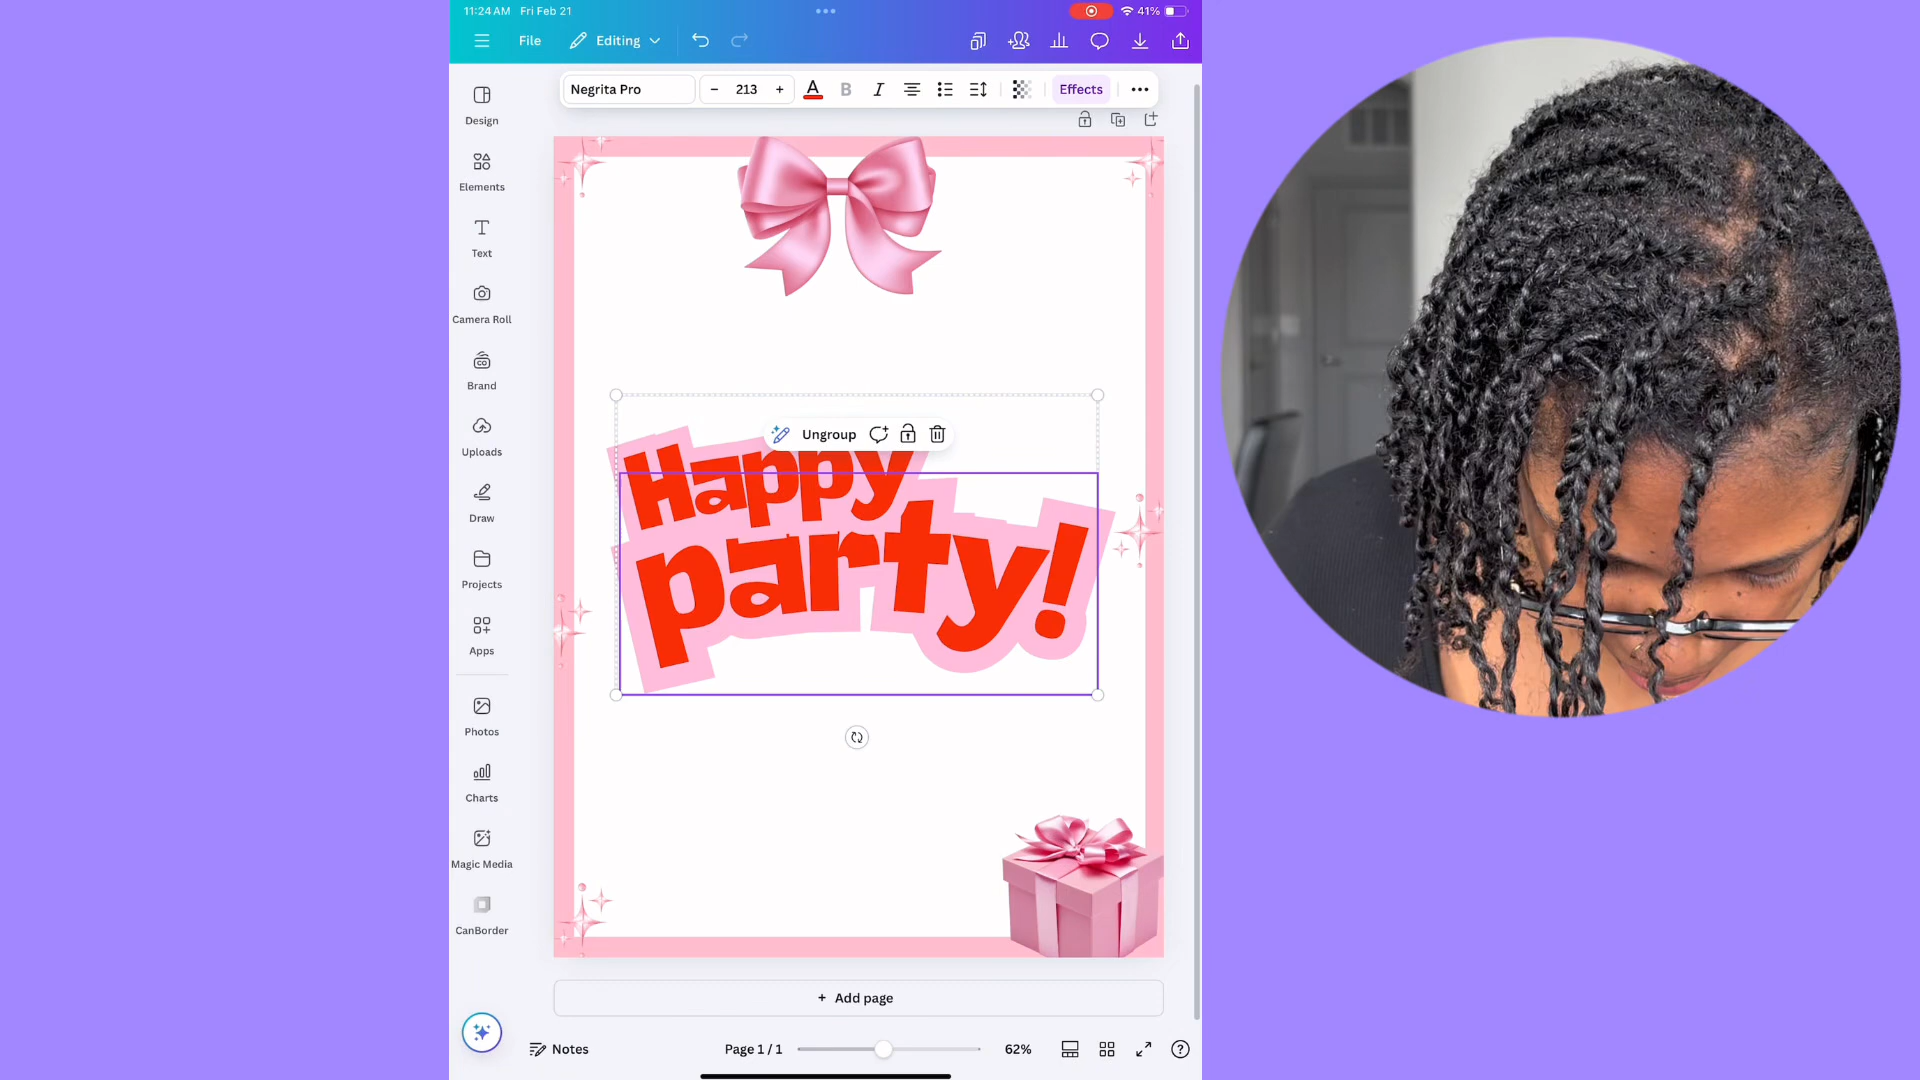 11:24 AM Fri Feb 21
41%
File
Editing
Negrita Pro
− 213 +
A
B
I
Effects
Design
Elements
Text
Camera Roll
Brand
Uploads
Draw
Projects
Apps
Photos
Charts
Magic Media
CanBorder
Ungroup
Happy
party!
+ Add page
Notes
Page 1 / 1
62%